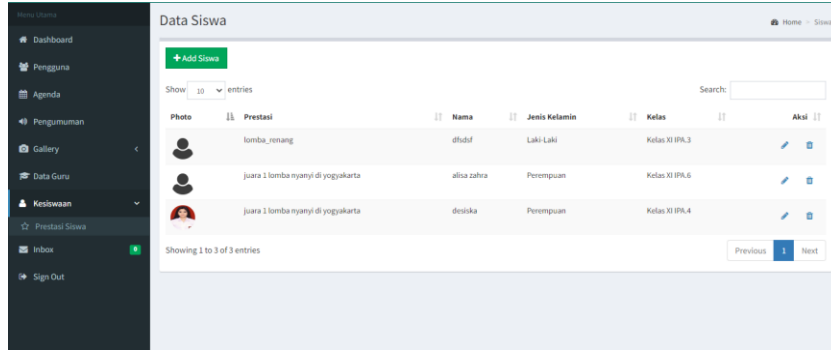 Menu Utama
Dashboard
Pengguna
Agenda
Pengumuman
Gallery
Data Guru
Kesiswaan
Prestasi Siswa
Inbox 0
Sign Out
Data Siswa
Home > Siswa
+ Add Siswa
Show 10 entries
Search:
Photo Prestasi Nama Jenis Kelamin Kelas Aksi
lomba_renang dfsdsf Laki-Laki Kelas XI IPA.3
juara 1 lomba nyanyi di yogyakarta alisa zahra Perempuan Kelas XI IPA.6
juara 1 lomba nyanyi di yogyakarta desiska Perempuan Kelas XI IPA.4
Showing 1 to 3 of 3 entries
Previous 1 Next